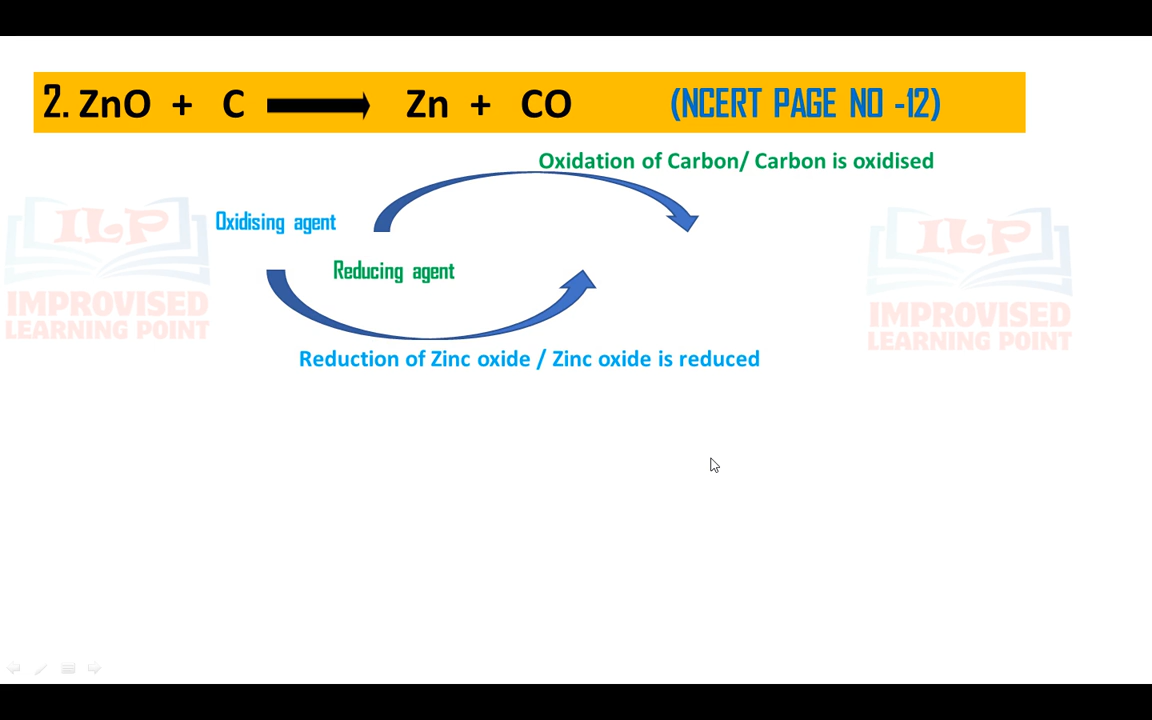 2. ZnO + C Zn + CO (NCERT PAGE NO -12)
Oxidation of Carbon/ Carbon is oxidised
Oxidising agent
Reducing agent
Reduction of Zinc oxide / Zinc oxide is reduced
ILP
IMPROVISED
LEARNING POINT
ILP
IMPROVISED
LEARNING POINT